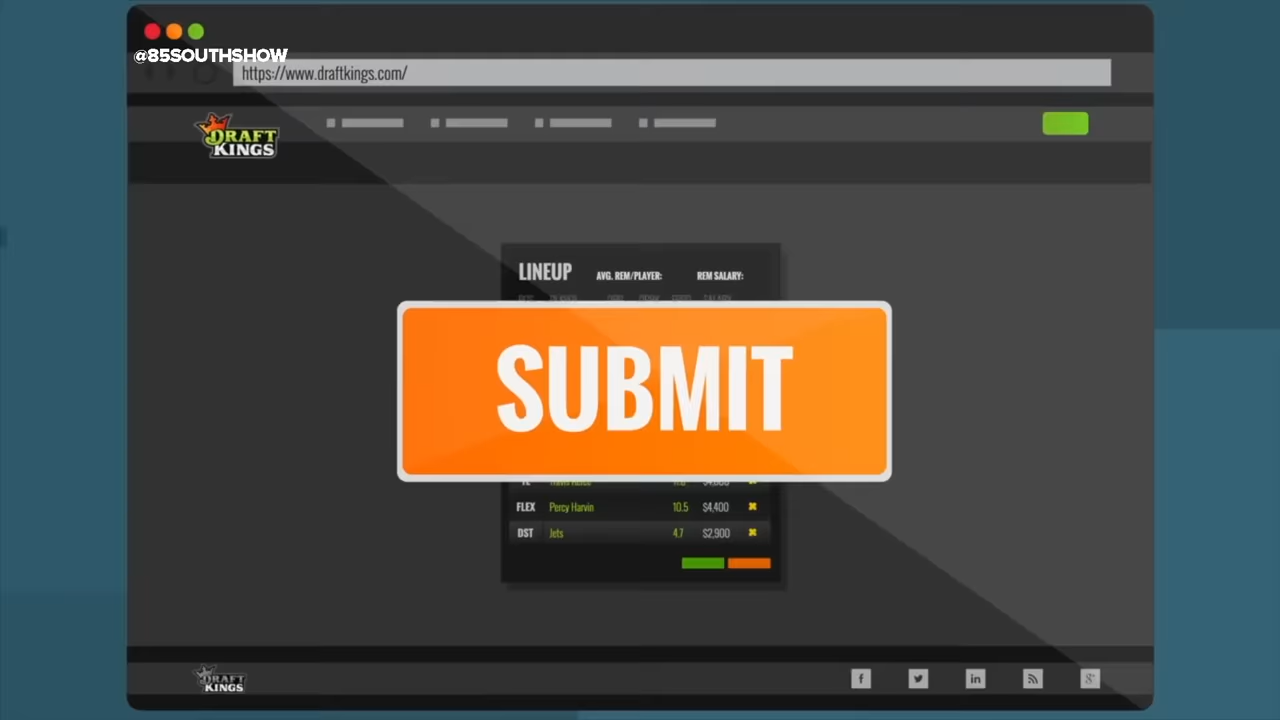 @85SOUTHSHOW
https://www.draftkings.com/
DRAFT
KINGS
LINEUP AVG. REM/PLAYER: REM SALARY:
SUBMIT
FLEX Percy Harvin 10.5 $4,400
DST Jets 4.7 $2,900
DRAFT
KINGS